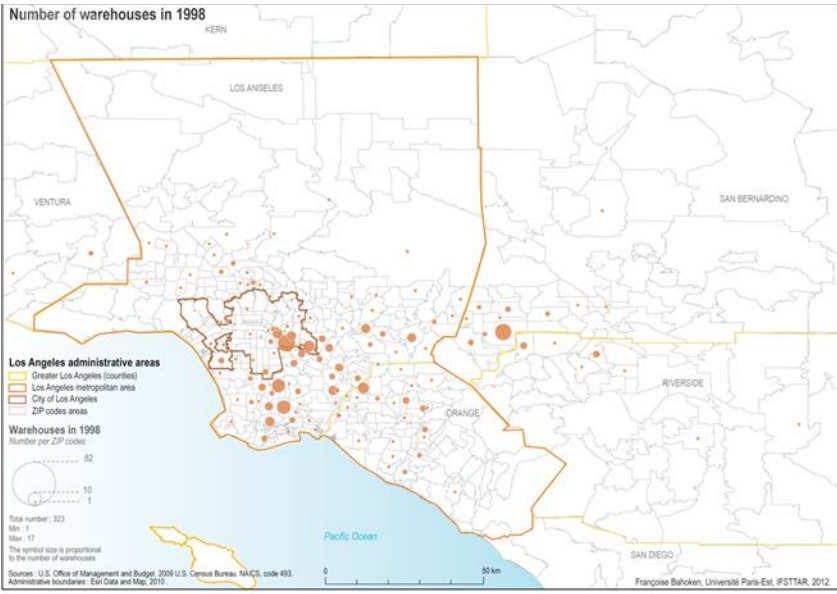 Number of warehouses in 1998
KERN
LOS ANGELES
VENTURA
SAN BERNARDINO
Los Angeles administrative areas
Greater Los Angeles (counties)
Los Angeles metropolitan area
City of Los Angeles
ZIP codes areas
RIVERSIDE
ORANGE
Warehouses in 1998
Number per ZIP codes
82
10
1
Total number : 323
Min : 1
Max : 17
The symbol size is proportional
to the number of warehouses
Pacific Ocean
SAN DIEGO
0
50 km
Sources : U.S. Office of Management and Budget, 2009 U.S. Census Bureau. NAICS, code 493.
Administrative boundaries : Esri Data and Map, 2010
Françoise Bahoken, Université Paris-Est, IFSTTAR, 2012.